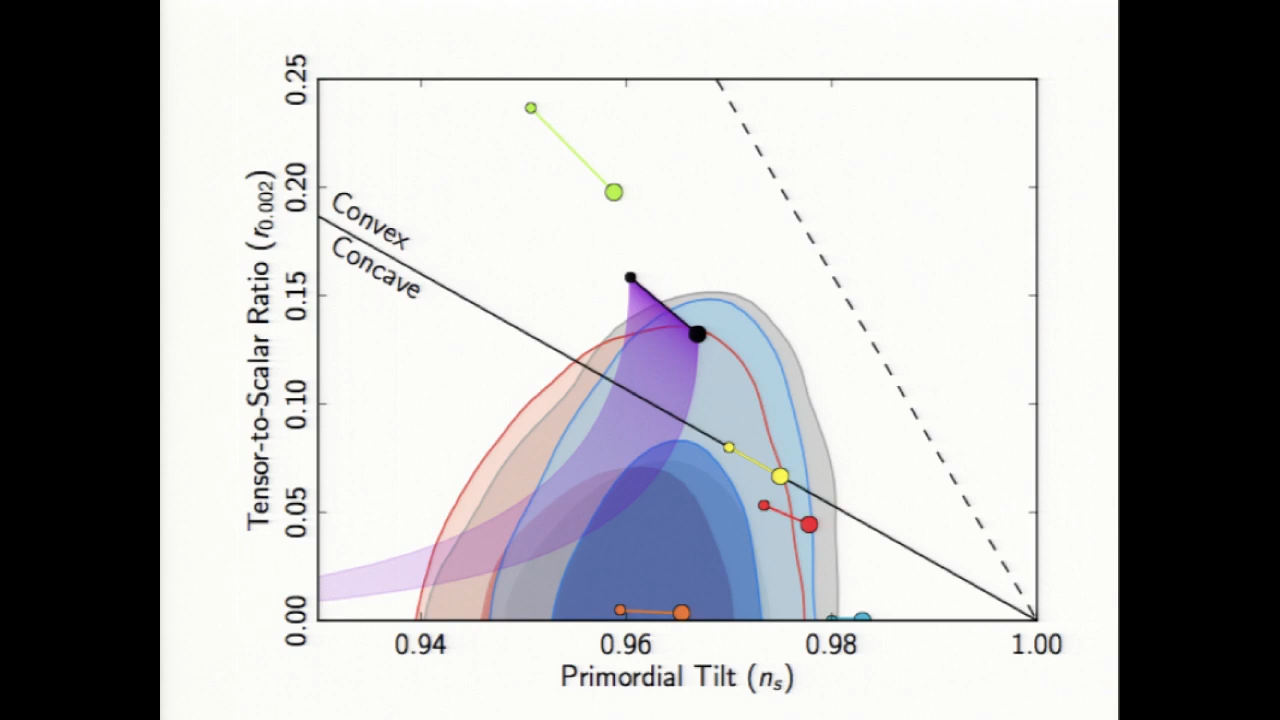 0.25
0.20
0.15
0.10
0.05
0.00
Tensor-to-Scalar Ratio (r0.002)
Convex
Concave
0.94 0.96 0.98 1.00
Primordial Tilt (ns)